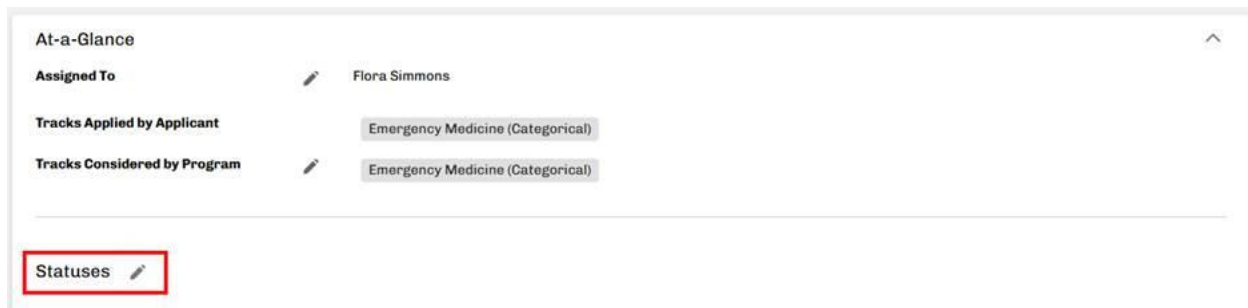 At-a-Glance
Assigned To Flora Simmons
Tracks Applied by Applicant Emergency Medicine (Categorical)
Tracks Considered by Program Emergency Medicine (Categorical)
Statuses